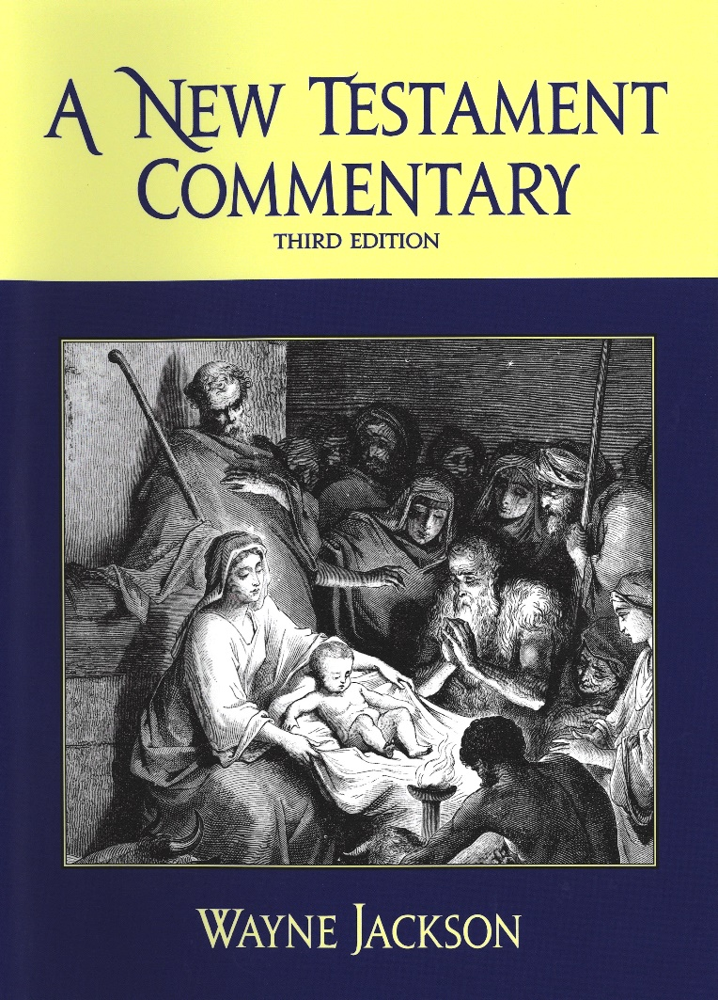 A New Testament
Commentary
THIRD EDITION
Wayne Jackson